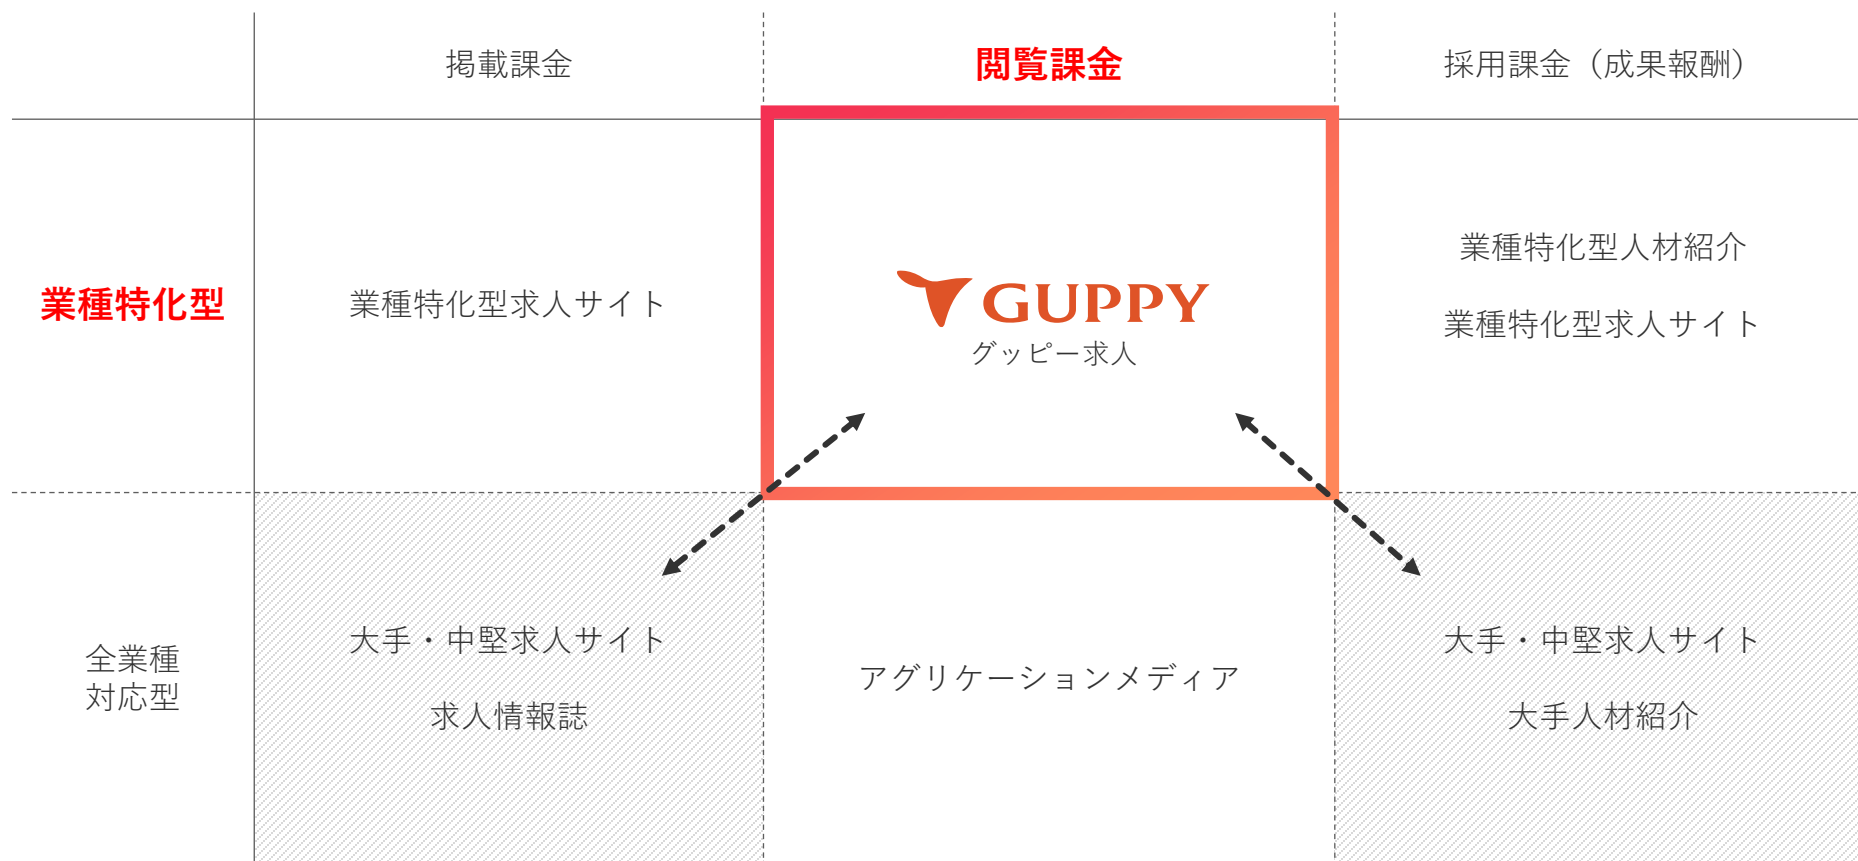 掲載課金
閲覧課金
採用課金（成果報酬）
業種特化型
業種特化型求人サイト
GUPPY
グッピー求人
業種特化型人材紹介
業種特化型求人サイト
全業種
対応型
大手・中堅求人サイト
求人情報誌
アグリケーションメディア
大手・中堅求人サイト
大手人材紹介